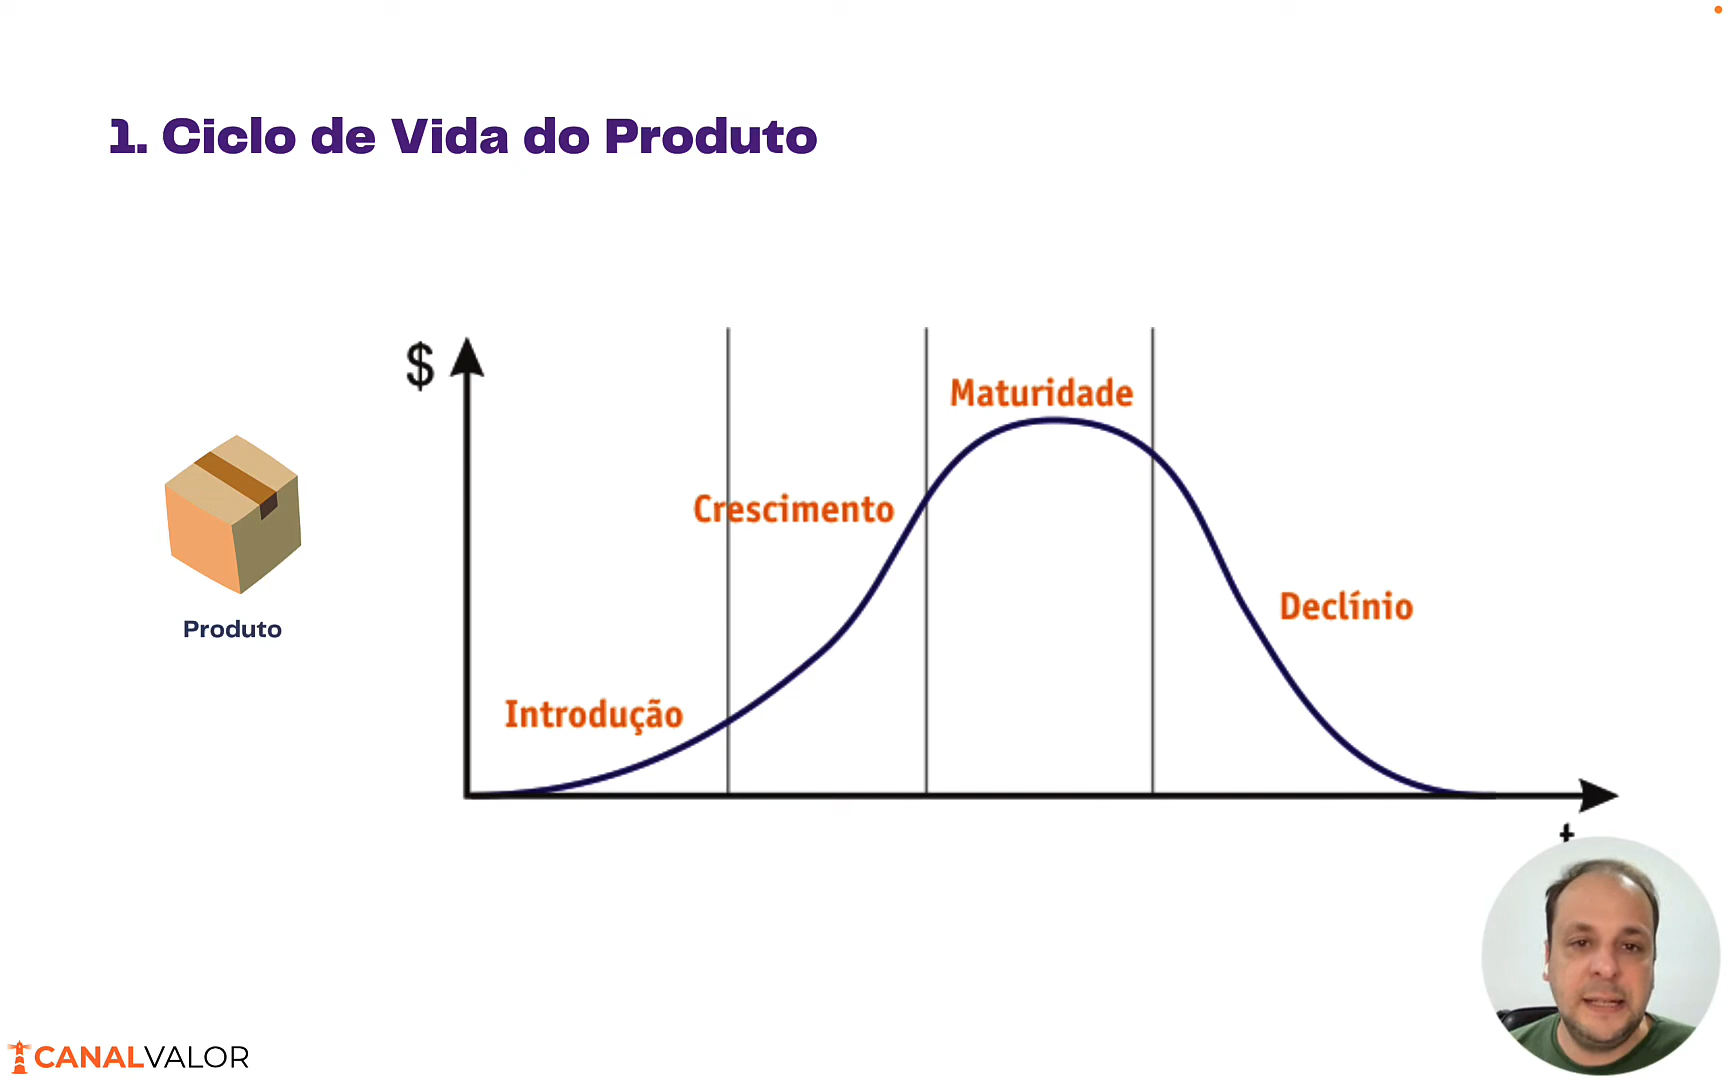 1. Ciclo de Vida do Produto
$
Maturidade
Crescimento
Declínio
Produto
Introdução
t
CANALVALOR